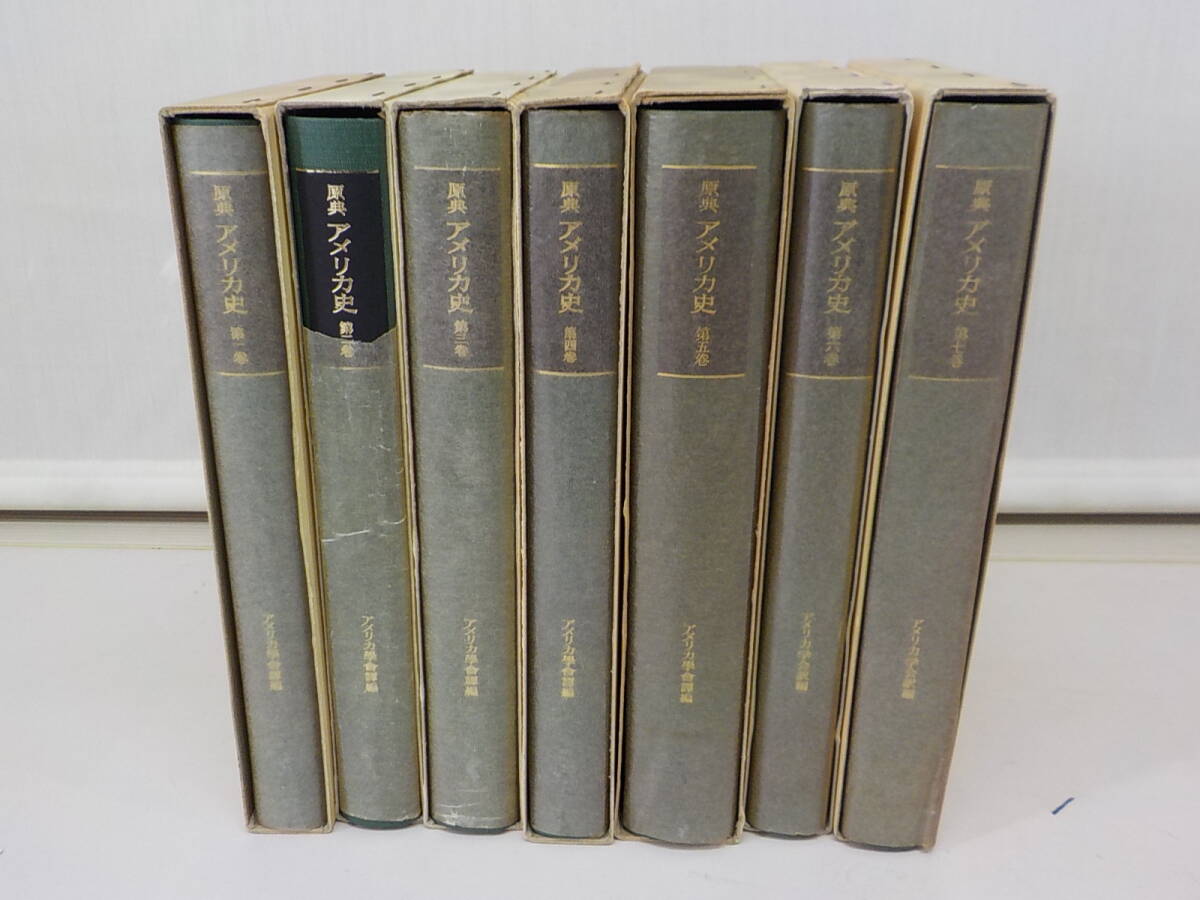 原典 アメリカ史 第一巻
アメリカ學會譯編
原典 アメリカ史 第二巻
アメリカ學會譯編
原典 アメリカ史 第三巻
アメリカ學會譯編
原典 アメリカ史 第四巻
アメリカ學會譯編
原典 アメリカ史 第五巻
アメリカ學會譯編
原典 アメリカ史 第六巻
アメリカ学会訳編
原典 アメリカ史 第七巻
アメリカ学会訳編